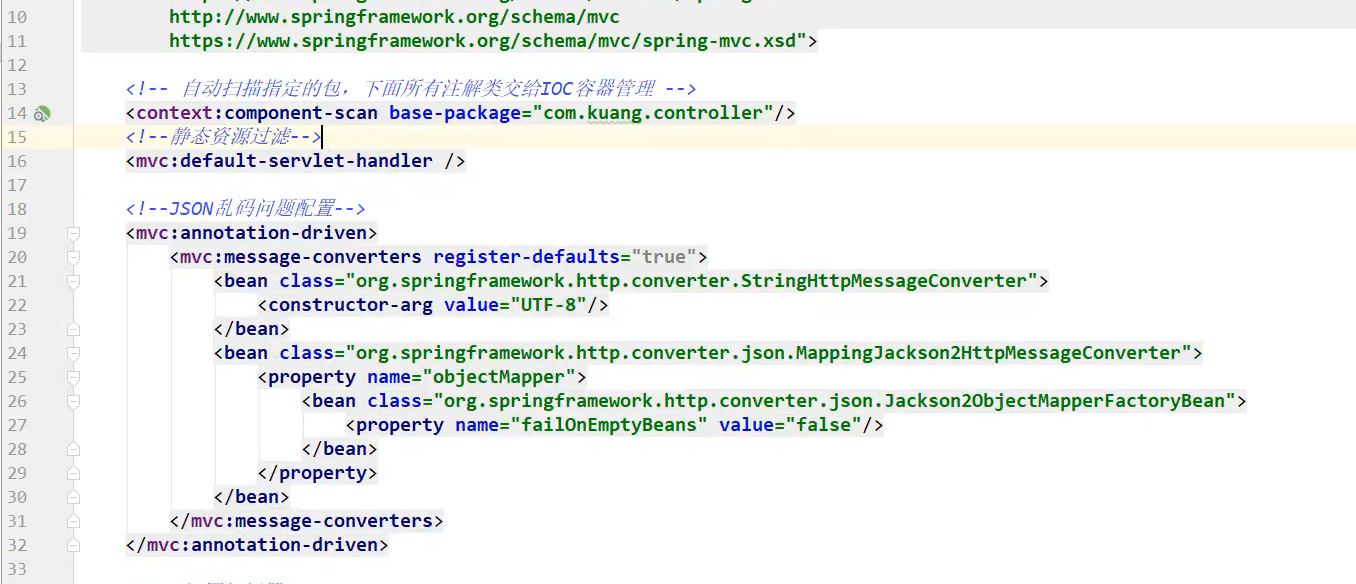 10 http://www.springframework.org/schema/mvc
11 https://www.springframework.org/schema/mvc/spring-mvc.xsd">
12
13 <!-- 自动扫描指定的包，下面所有注解类交给IOC容器管理 -->
14 <context:component-scan base-package="com.kuang.controller"/>
15 <!--静态资源过滤-->
16 <mvc:default-servlet-handler />
17
18 <!--JSON乱码问题配置-->
19 <mvc:annotation-driven>
20 <mvc:message-converters register-defaults="true">
21 <bean class="org.springframework.http.converter.StringHttpMessageConverter">
22 <constructor-arg value="UTF-8"/>
23 </bean>
24 <bean class="org.springframework.http.converter.json.MappingJackson2HttpMessageConverter">
25 <property name="objectMapper">
26 <bean class="org.springframework.http.converter.json.Jackson2ObjectMapperFactoryBean">
27 <property name="failOnEmptyBeans" value="false"/>
28 </bean>
29 </property>
30 </bean>
31 </mvc:message-converters>
32 </mvc:annotation-driven>
33